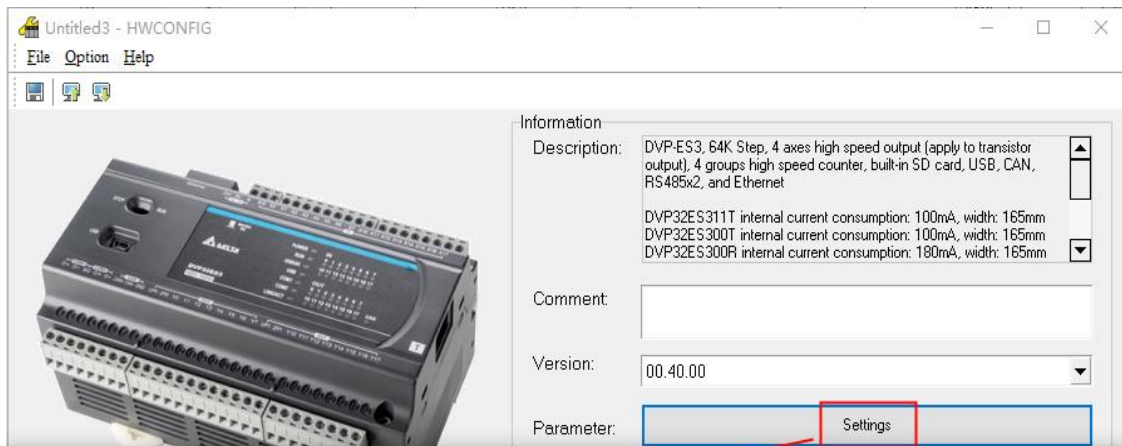 Untitled3 - HWCONFIG
File Option Help
Information
Description:
DVP-ES3, 64K Step, 4 axes high speed output (apply to transistor
output), 4 groups high speed counter, built-in SD card, USB, CAN,
RS485x2, and Ethernet
DVP32ES311T internal current consumption: 100mA, width: 165mm
DVP32ES300T internal current consumption: 100mA, width: 165mm
DVP32ES300R internal current consumption: 180mA, width: 165mm
DELTA
POWER
RUN
Comment:
Version:
00.40.00
Parameter:
Settings